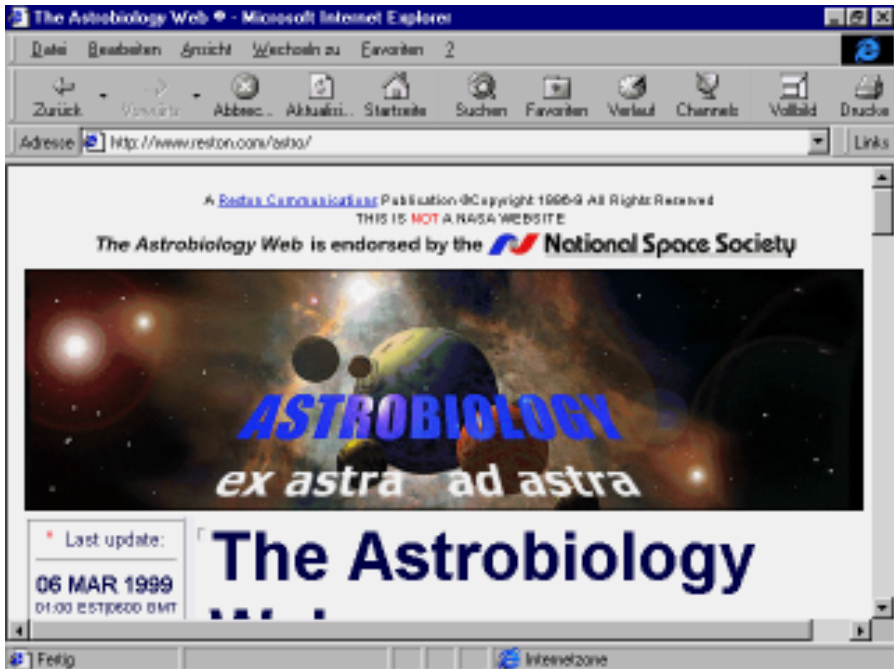 The Astrobiology Web ® - Microsoft Internet Explorer
Datei Bearbeiten Ansicht Wechseln zu Favoriten ?
Zurück Vorwärts Abbrec... Aktualisi... Startseite Suchen Favoriten Verlauf Channels Vollbild Drucke
Adresse http://www.reston.com/astro/ Links
A Reston Communications Publication ©Copyright 1996-9 All Rights Reserved
THIS IS NOT A NASA WEBSITE
The Astrobiology Web is endorsed by the National Space Society
ASTROBIOLOGY
ex astra ad astra
* Last update:
06 MAR 1999
01:00 EST|0600 GMT
The Astrobiology
Fertig Internetzone